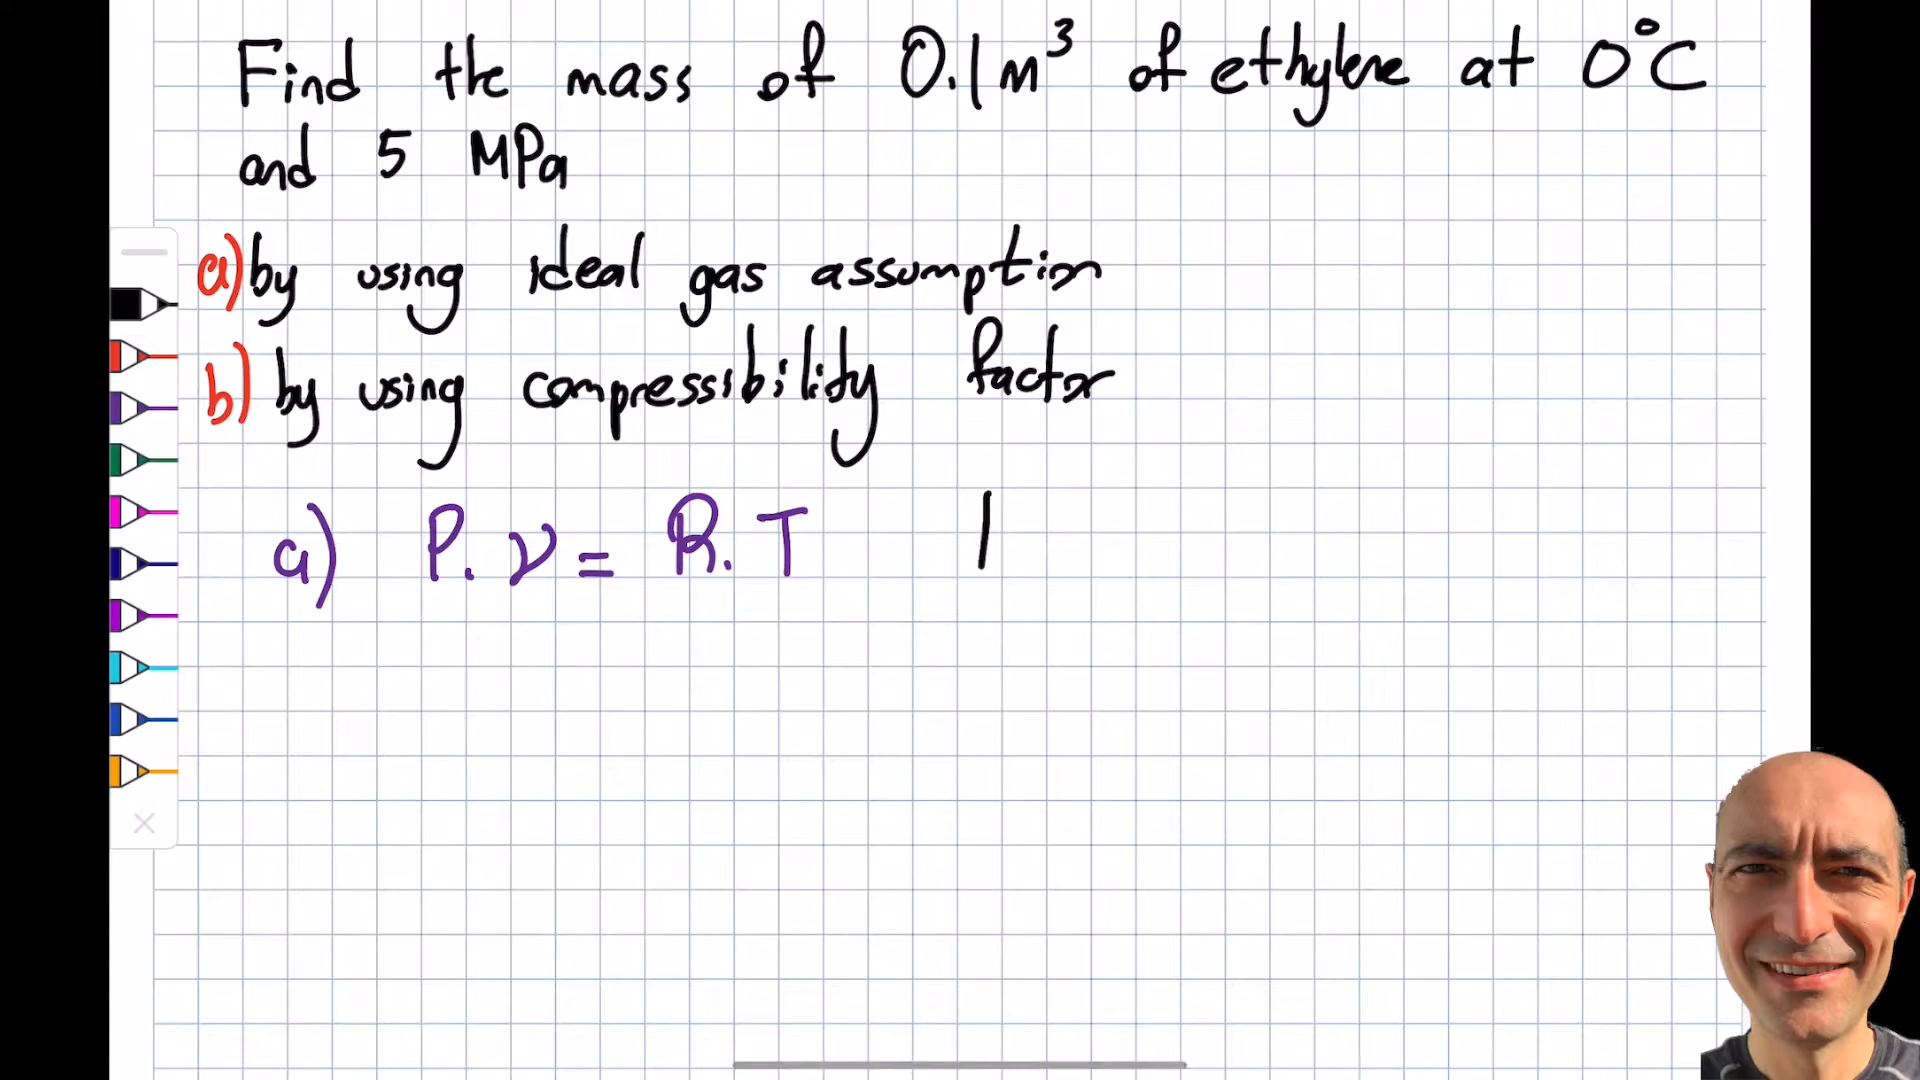 Find the mass of 0.1m³ of ethylene at 0°C
and 5 MPa
a) by using ideal gas assumption
b) by using compressibility factor
a) P. ν = R. T